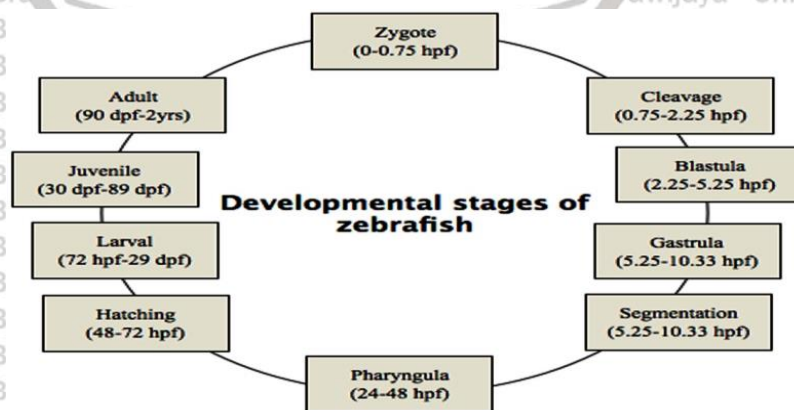 Zygote
(0-0.75 hpf)
Cleavage
(0.75-2.25 hpf)
Blastula
(2.25-5.25 hpf)
Gastrula
(5.25-10.33 hpf)
Segmentation
(5.25-10.33 hpf)
Pharyngula
(24-48 hpf)
Hatching
(48-72 hpf)
Larval
(72 hpf-29 dpf)
Juvenile
(30 dpf-89 dpf)
Adult
(90 dpf-2yrs)
Developmental stages of
zebrafish